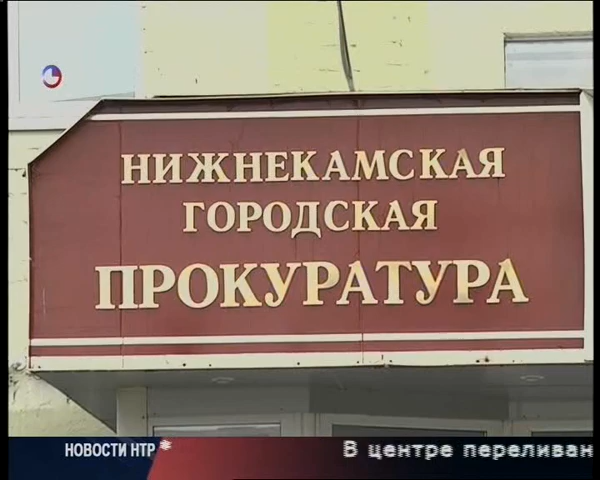 НИЖНЕКАМСКАЯ
ГОРОДСКАЯ
ПРОКУРАТУРА
НОВОСТИ НТР
В центре переливан